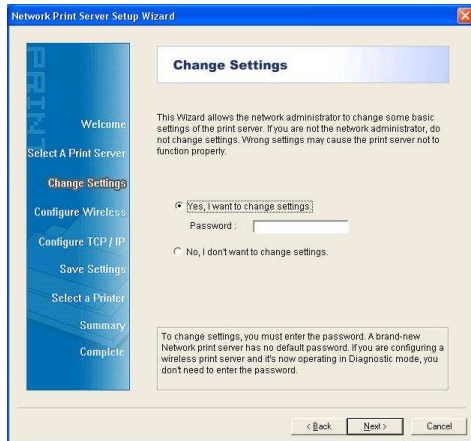 Network Print Server Setup Wizard
PRINT
Welcome
Select A Print Server
Change Settings
Configure Wireless
Configure TCP / IP
Save Settings
Select a Printer
Summary
Complete
Change Settings
This Wizard allows the network administrator to change some basic
settings of the print server. If you are not the network administrator, do
not change settings. Wrong settings may cause the print server not to
function properly.
Yes, I want to change settings.
Password :
No, I don't want to change settings.
To change settings, you must enter the password. A brand-new
Network print server has no default password. If you are configuring a
wireless print server and it's now operating in Diagnostic mode, you
don't need to enter the password.
< Back
Next >
Cancel